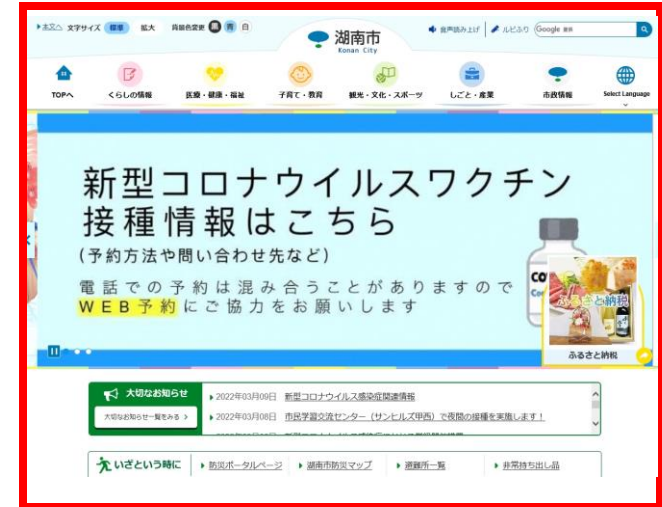 文字サイズ 標準 拡大 背景色変更 黒 青 白
湖南市
Konan City
音声読み上げ ルビふり Google
TOPへ くらしの情報 医療・健康・福祉 子育て・教育 観光・文化・スポーツ しごと・産業 市政情報 Select Language
新型コロナウイルスワクチン
接種情報はこちら
(予約方法や問い合わせ先など)
電話での予約は混み合うことがありますので
WEB予約にご協力をお願いします
ふるさと納税
ふるさと納税
大切なお知らせ
大切なお知らせ一覧をみる
2022年03月09日 新型コロナウイルス感染症関連情報
2022年03月08日 市民学習交流センター(サンヒルズ甲西)で夜間の接種を実施します!
いざという時に 防災ポータルページ 湖南市防災マップ 避難所一覧 非常持ち出し品